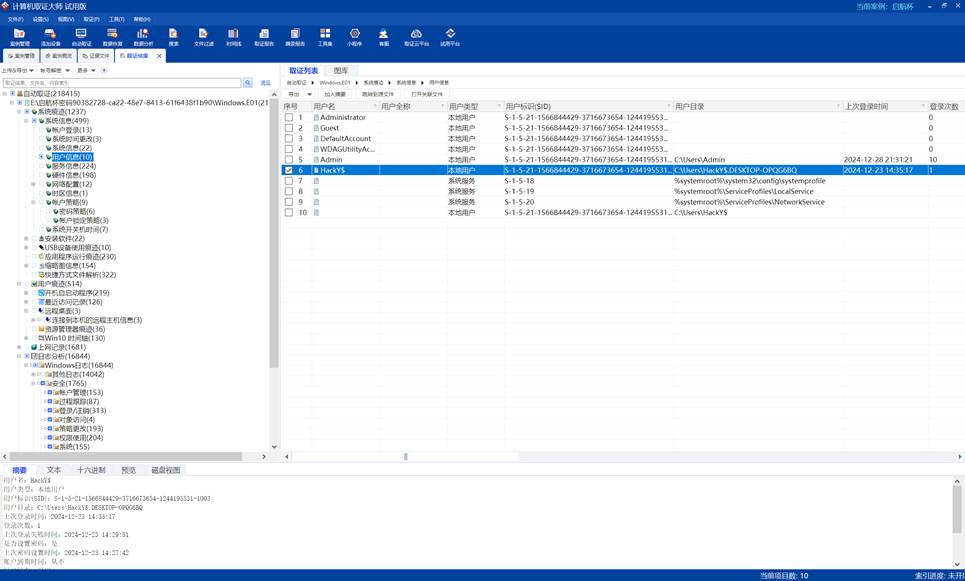 计算机取证大师 试用版
当前案例：启航杯
文件(F) 设置(S) 视图(V) 取证(P) 工具(T) 帮助(H)
案例管理 添加设备 自动取证 数据恢复 数据分析 搜索 文件过滤 时间线 取证报告 摘录报告 工具集 小程序 客服 取证云平台 试用平台
案例管理 案例概览 证据文件 取证结果
取证列表 图库
上传&导出 帐号解密 更多
自动取证 Windows.E01 系统痕迹 系统信息 用户信息
取证结果、文件名、内容索引
导出 加入摘要 跳转到源文件 打开关联文件
序号 用户名 用户全称 用户类型 用户标识(SID) 用户目录 上次登录时间 登录次数
1 Administrator 本地用户 S-1-5-21-1566844429-3716673654-124419553... 0
2 Guest 本地用户 S-1-5-21-1566844429-3716673654-124419553... 0
3 DefaultAccount 本地用户 S-1-5-21-1566844429-3716673654-124419553... 0
4 WDAGUtilityAc... 本地用户 S-1-5-21-1566844429-3716673654-124419553... 0
5 Admin 本地用户 S-1-5-21-1566844429-3716673654-124419553... C:\Users\Admin 2024-12-28 21:31:21 10
6 HackY$ 本地用户 S-1-5-21-1566844429-3716673654-124419553... C:\Users\HackY$.DESKTOP-OPQG6BQ 2024-12-23 14:35:17 1
7 系统服务 S-1-5-18 %systemroot%\system32\config\systemprofile
8 系统服务 S-1-5-19 %systemroot%\ServiceProfiles\LocalService
9 系统服务 S-1-5-20 %systemroot%\ServiceProfiles\NetworkService
10 本地用户 S-1-5-21-1566844429-3716673654-1244195531... C:\Users\HackY$
自动取证(218415)
E:\启航杯密码90382728-ca22-48e7-8413-61f6438f1b90\Windows.E01(21
系统痕迹(1237)
系统信息(499)
帐户登录(13)
系统时间更改(3)
系统信息(22)
用户信息(10)
服务信息(224)
硬件信息(198)
网络配置(12)
时区信息(1)
帐户策略(9)
密码策略(6)
帐户锁定策略(3)
系统开关机时间(7)
安装软件(22)
USB设备使用痕迹(10)
应用程序运行痕迹(230)
缩略图信息(154)
快捷方式文件解析(322)
用户痕迹(514)
开机自启动程序(219)
最近访问记录(126)
远程桌面(3)
连接到本机的远程主机信息(3)
资源管理器痕迹(36)
Win10 时间轴(130)
上网记录(1681)
日志分析(16844)
Windows日志(16844)
其他日志(14042)
安全(1765)
帐户管理(153)
过程跟踪(87)
登录/注销(313)
对象访问(4)
策略更改(193)
权限使用(204)
系统(155)
摘要 文本 十六进制 预览 磁盘视图
用户名：HackY$
用户类型：本地用户
用户标识(SID)：S-1-5-21-1566844429-3716673654-1244195531-1003
用户目录：C:\Users\HackY$.DESKTOP-OPQG6BQ
上次登录时间：2024-12-23 14:35:17
登录次数：1
上次登录失败时间：2024-12-23 14:29:51
是否设置密码：是
上次密码设置时间：2024-12-23 14:27:42
帐户到期时间：从不
当前项目数: 10
索引进度: 未开